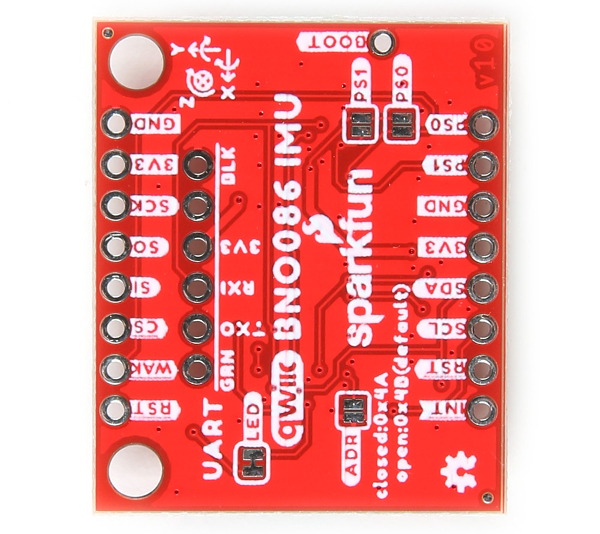 BOOT
v10
Y
Z
X
PS1
PS0
GND
3V3
SCK
SO
SI
CS
WAK
RST
BLK
3V3
RXI
TXO
GRN
UART
LED
qwiic BNO086 IMU
sparkfun
ADR
closed:0x4A
open:0x4B(default)
PS0
PS1
GND
3V3
SDA
SCL
RST
INT